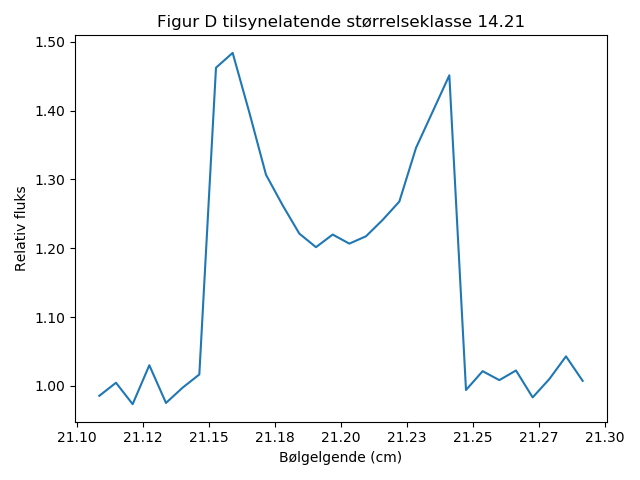 Figur D tilsynelatende størrelseklasse 14.21
Relativ fluks
1.50
1.40
1.30
1.20
1.10
1.00
21.10 21.12 21.15 21.18 21.20 21.23 21.25 21.27 21.30
Bølgelgende (cm)